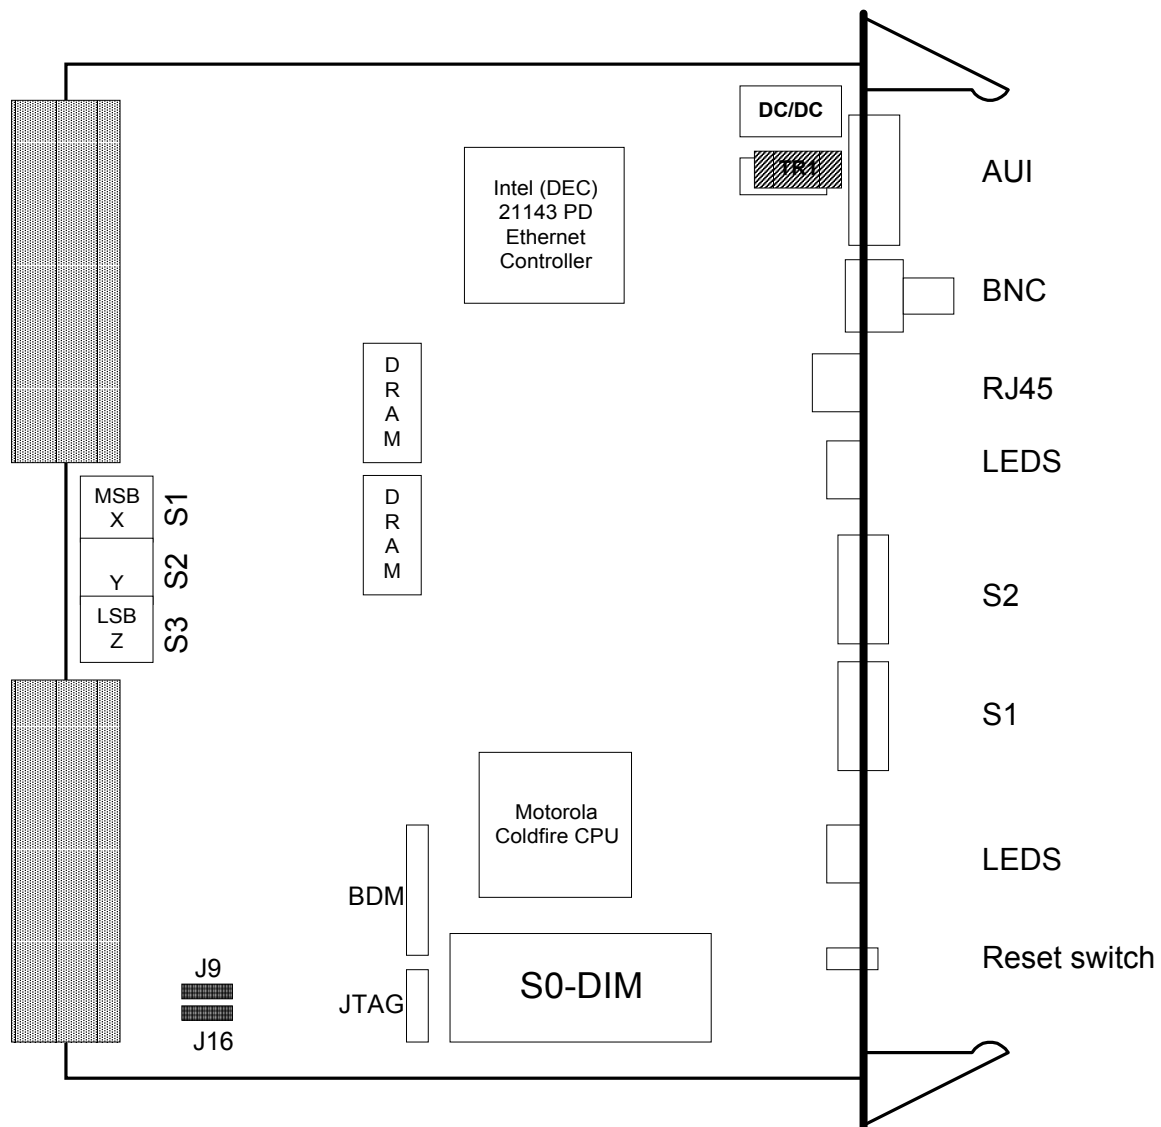 DC/DC
TR1
AUI
Intel (DEC)
21143 PD
Ethernet
Controller
BNC
D
R
A
M
RJ45
LEDS
MSB
X
S1
D
R
A
M
Y
S2
S2
LSB
Z
S3
S1
Motorola
Coldfire CPU
LEDS
BDM
Reset switch
J9
S0-DIM
JTAG
J16